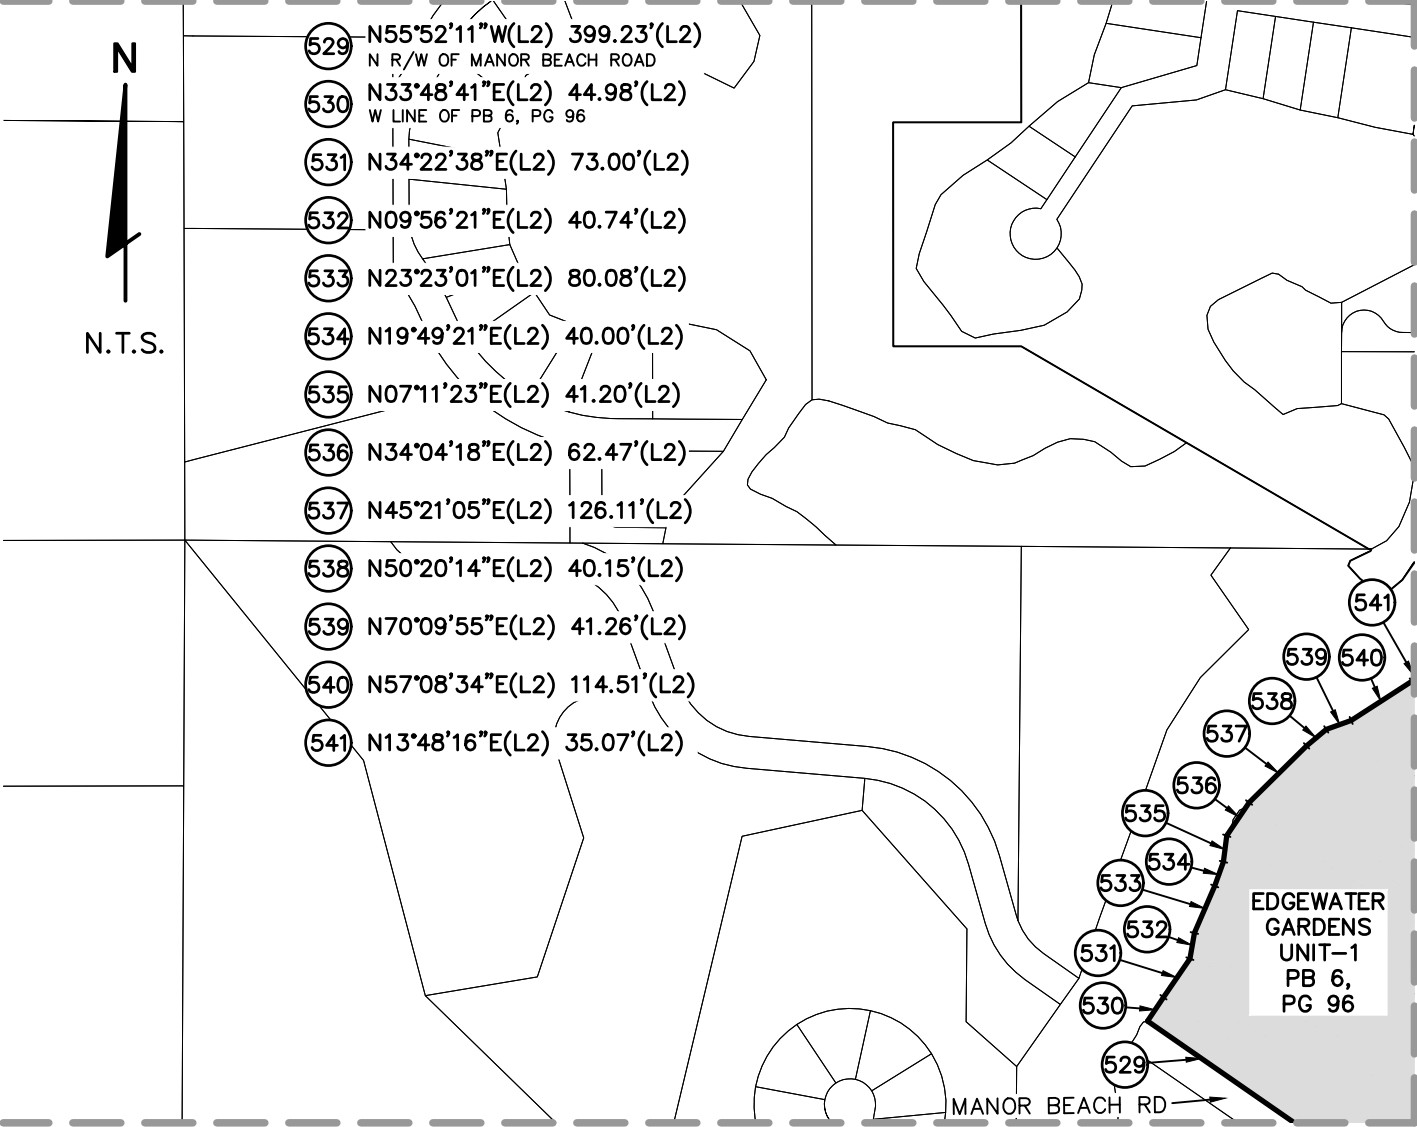 N
N.T.S.
529 N55°52'11"W(L2) 399.23'(L2)
N R/W OF MANOR BEACH ROAD
530 N33°48'41"E(L2) 44.98'(L2)
W LINE OF PB 6, PG 96
531 N34°22'38"E(L2) 73.00'(L2)
532 N09°56'21"E(L2) 40.74'(L2)
533 N23°23'01"E(L2) 80.08'(L2)
534 N19°49'21"E(L2) 40.00'(L2)
535 N07°11'23"E(L2) 41.20'(L2)
536 N34°04'18"E(L2) 62.47'(L2)
537 N45°21'05"E(L2) 126.11'(L2)
538 N50°20'14"E(L2) 40.15'(L2)
539 N70°09'55"E(L2) 41.26'(L2)
540 N57°08'34"E(L2) 114.51'(L2)
541 N13°48'16"E(L2) 35.07'(L2)
541
539
540
538
537
536
535
534
533
532
531
530
529
EDGEWATER
GARDENS
UNIT-1
PB 6,
PG 96
MANOR BEACH RD